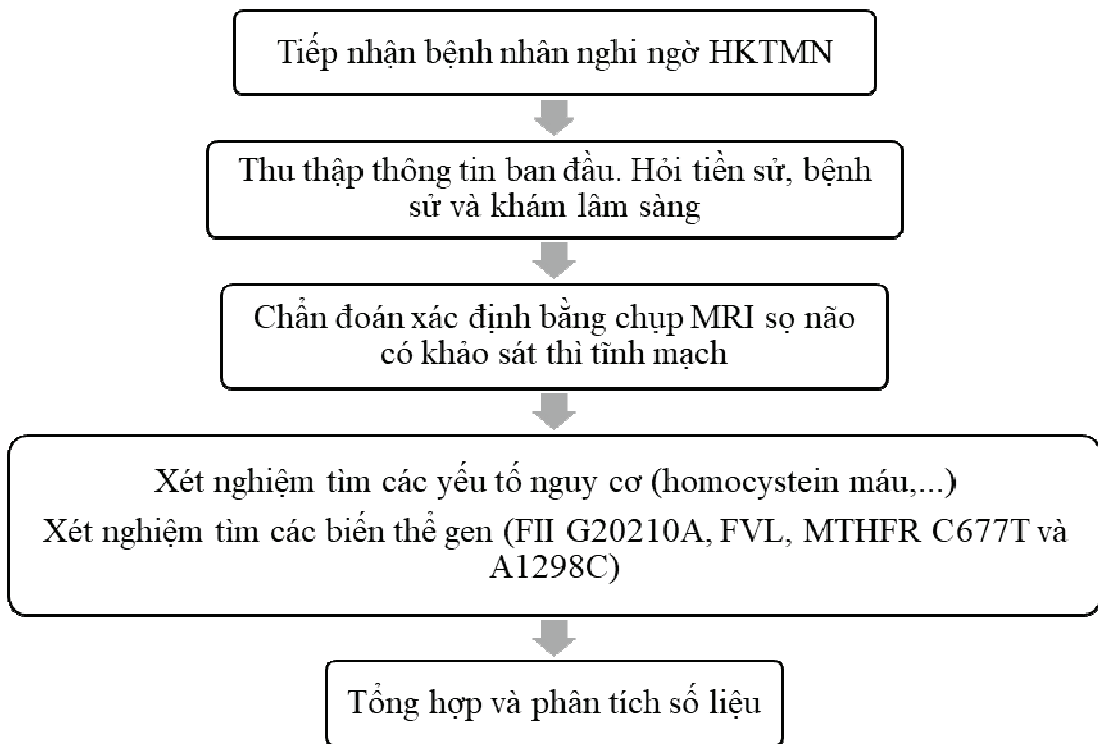 Tiếp nhận bệnh nhân nghi ngờ HKTMN
Thu thập thông tin ban đầu. Hỏi tiền sử, bệnh
sử và khám lâm sàng
Chẩn đoán xác định bằng chụp MRI sọ não
có khảo sát thì tĩnh mạch
Xét nghiệm tìm các yếu tố nguy cơ (homocystein máu,...)
Xét nghiệm tìm các biến thể gen (FII G20210A, FVL, MTHFR C677T và
A1298C)
Tổng hợp và phân tích số liệu